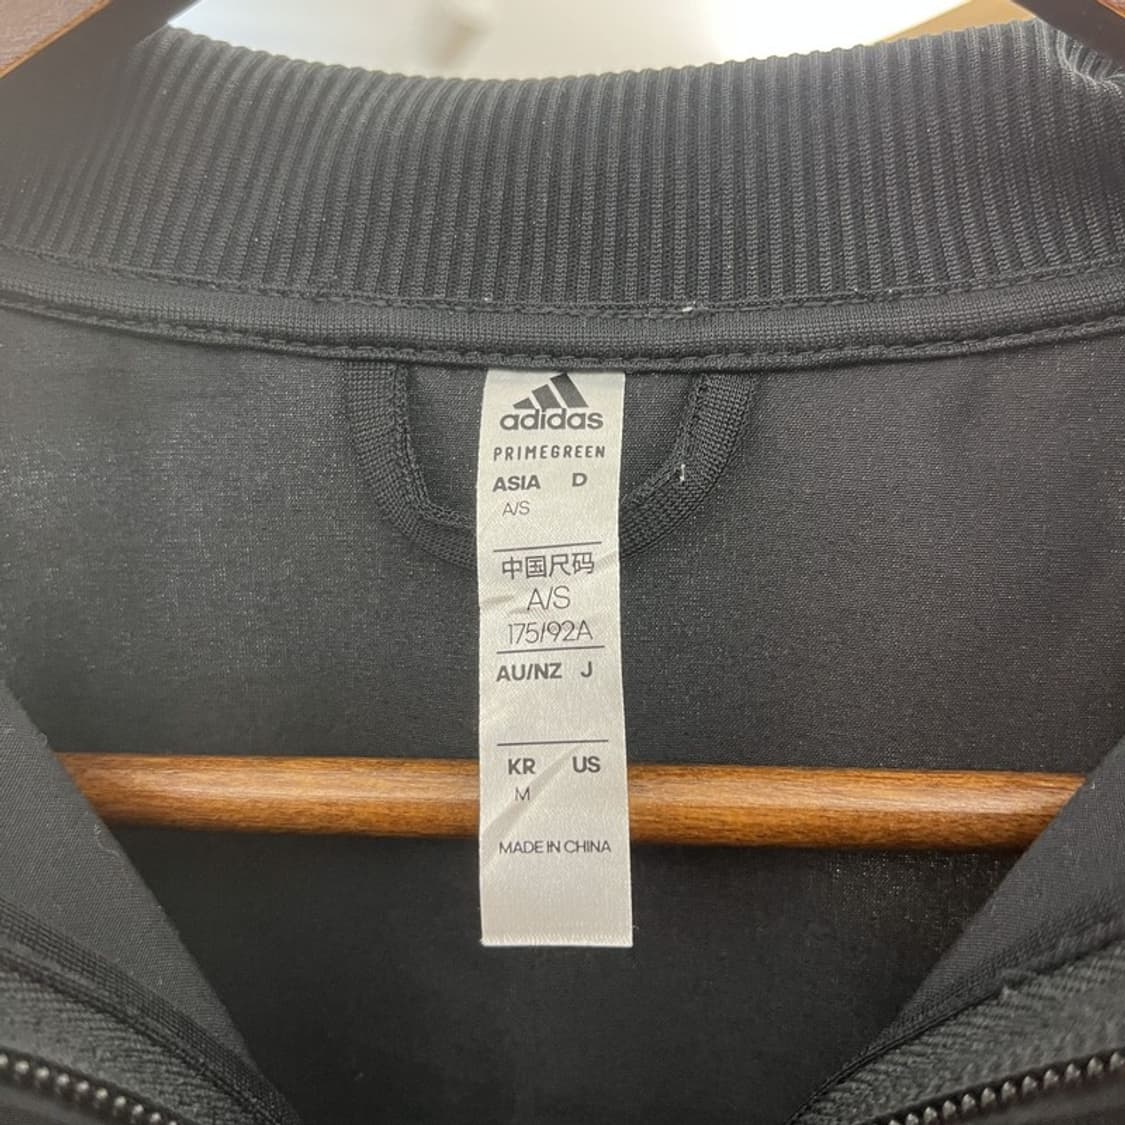 adidas
PRIMEGREEN
ASIA D
A/S
中国尺码
A/S
175/92A
AU/NZ J
KR US
M
MADE IN CHINA